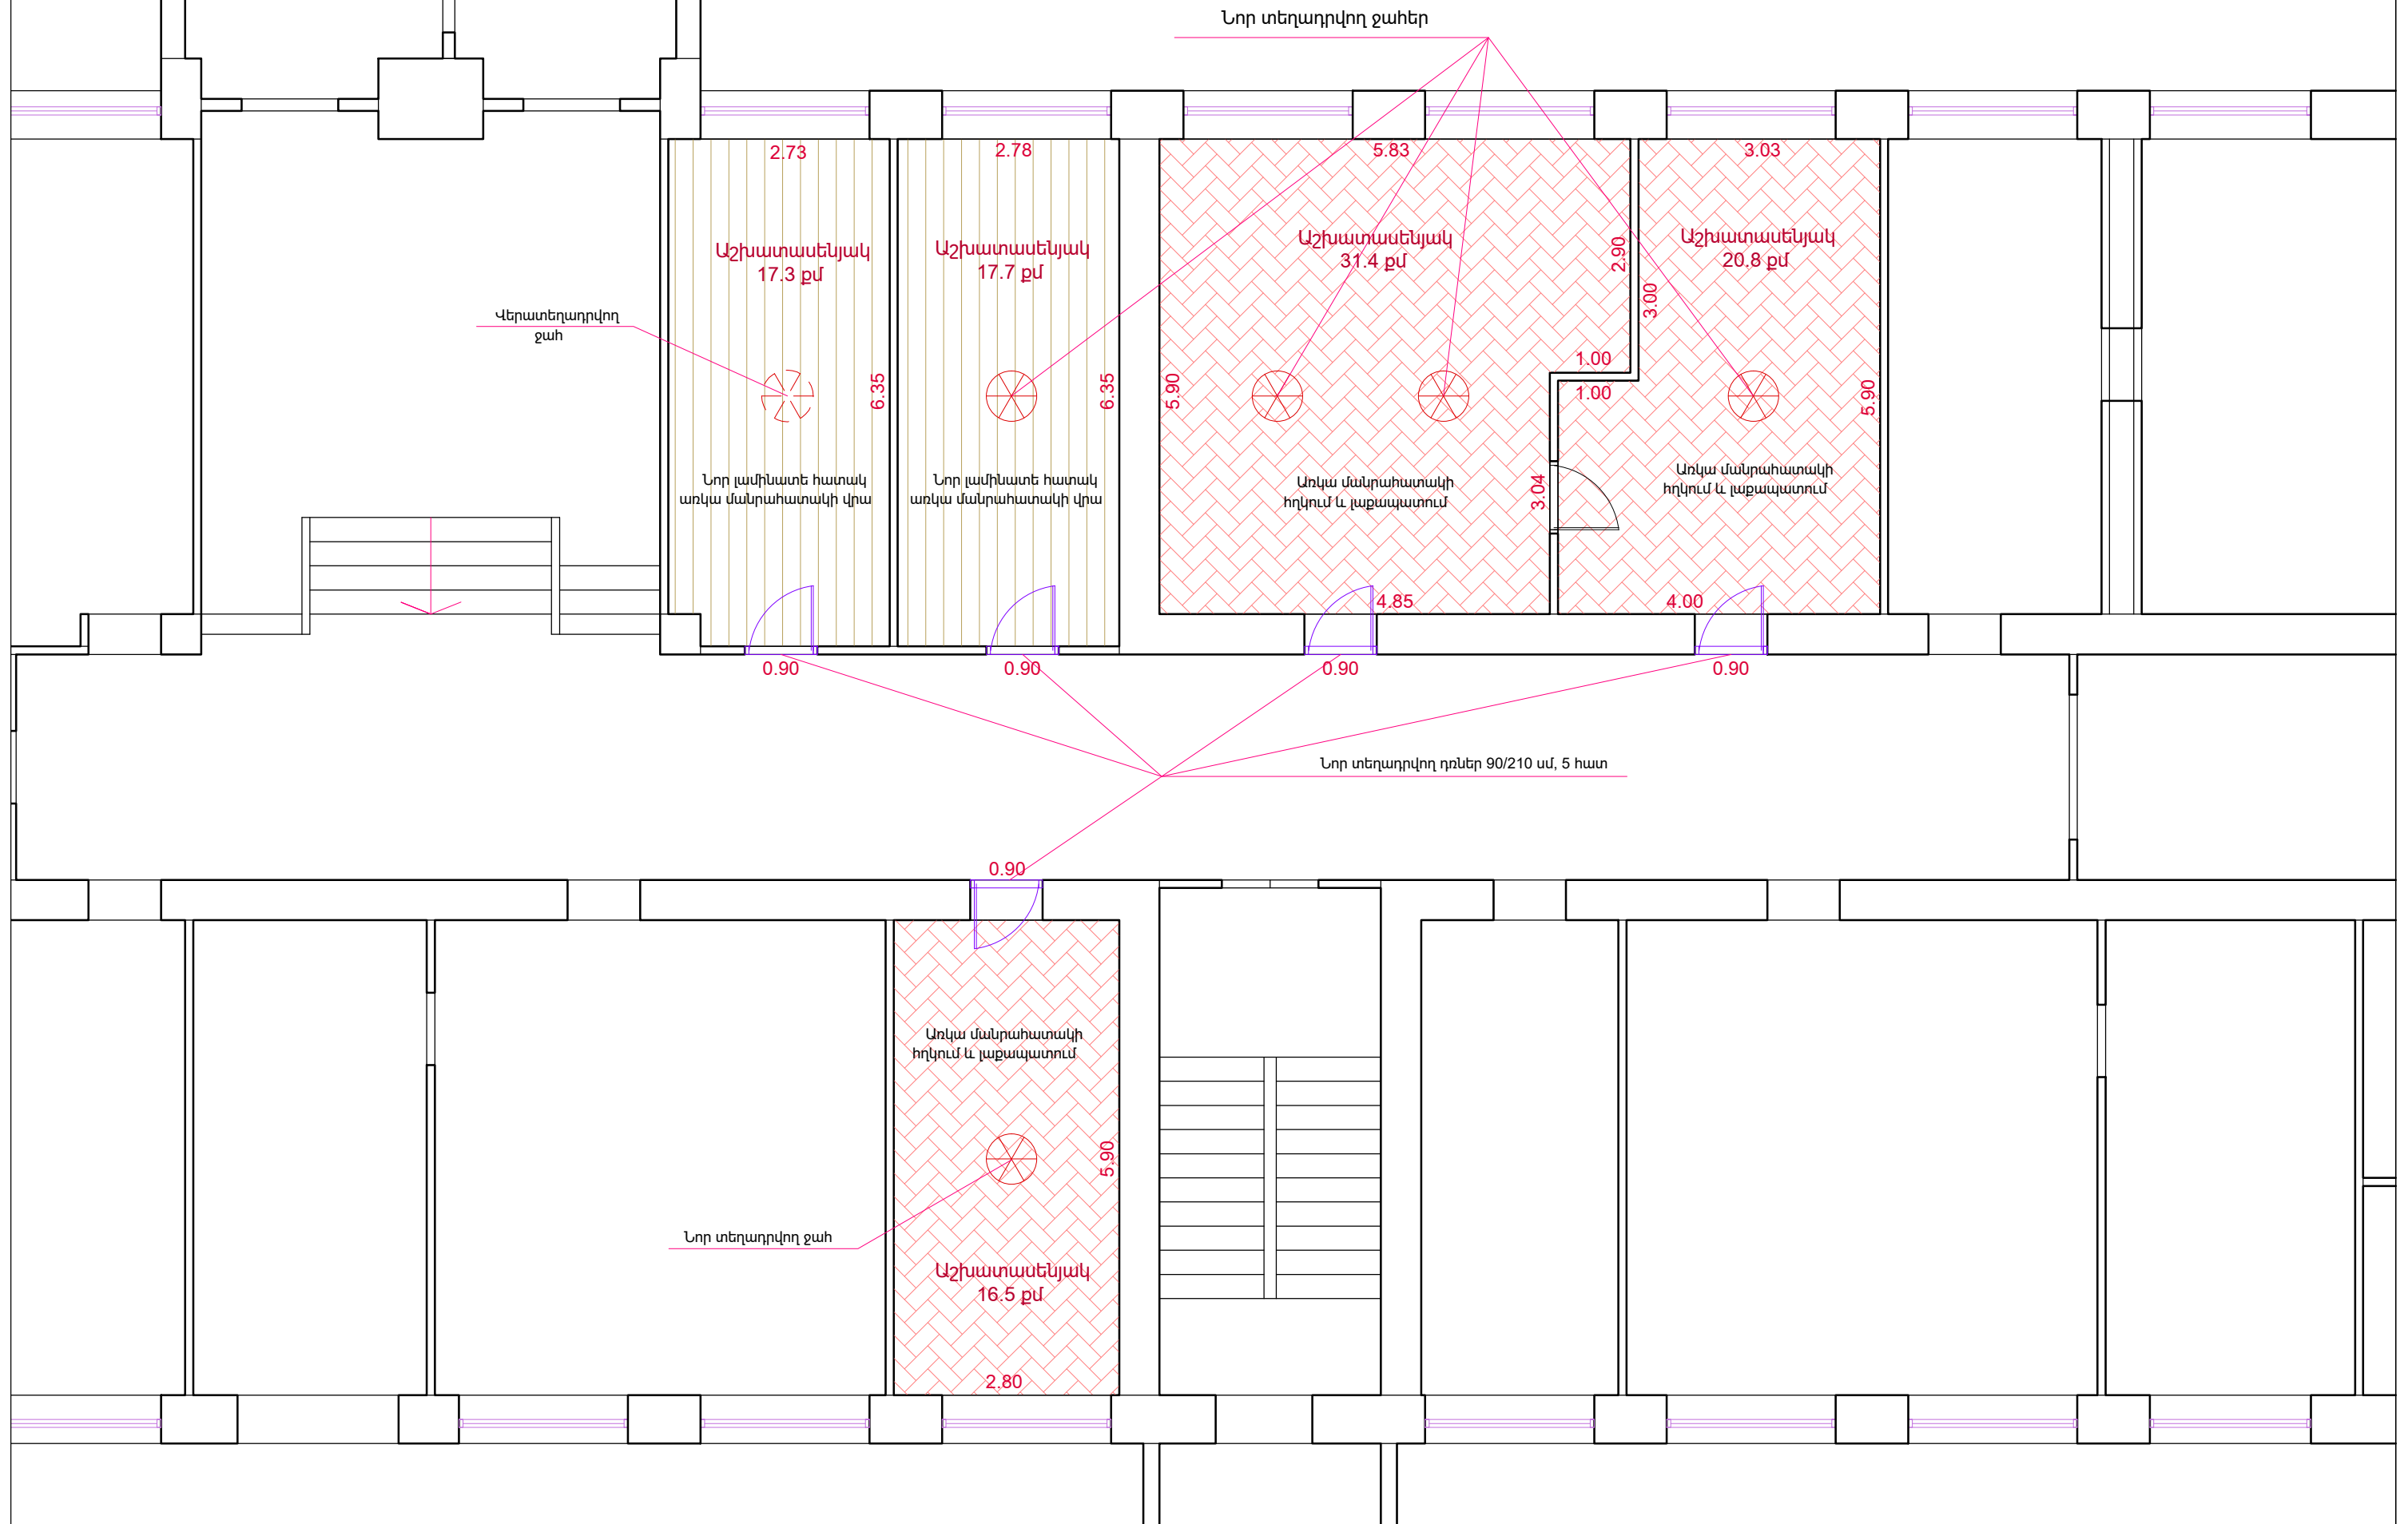 Նոր տեղադրվող ջահեր
2.73
2.78
5.83
3.03
Աշխատասենյակ
17.3 քմ
Աշխատասենյակ
17.7 քմ
Աշխատասենյակ
31.4 քմ
Աշխատասենյակ
20.8 քմ
2.90
3.00
Վերատեղադրվող
ջահ
1.00
1.00
6.35
6.35
5.90
5.90
Նոր լամինատե հատակ
առկա մանրահատակի վրա
Նոր լամինատե հատակ
առկա մանրահատակի վրա
Առկա մանրահատակի
հղկում և լաքապատում
3.04
Առկա մանրահատակի
հղկում և լաքապատում
4.85
4.00
0.90
0.90
0.90
0.90
Նոր տեղադրվող դռներ 90/210 սմ, 5 հատ
0.90
Առկա մանրահատակի
հղկում և լաքապատում
5.90
Նոր տեղադրվող ջահ
Աշխատասենյակ
16.5 քմ
2.80